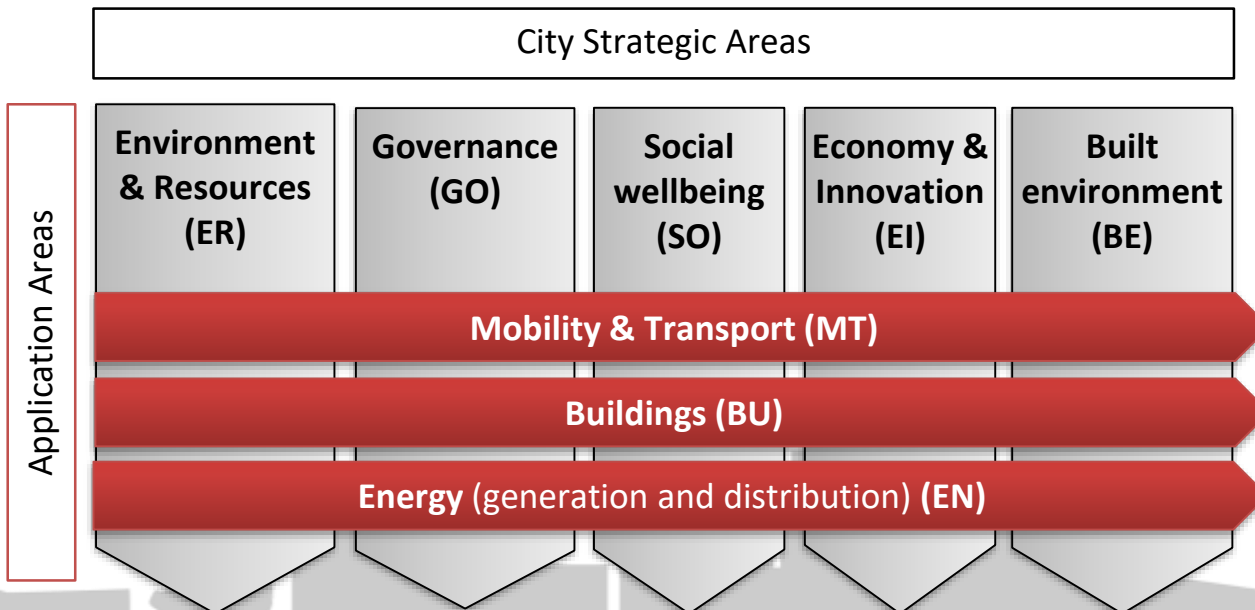 City Strategic Areas
Application Areas
Environment
& Resources
(ER)
Governance
(GO)
Social
wellbeing
(SO)
Economy &
Innovation
(EI)
Built
environment
(BE)
Mobility & Transport (MT)
Buildings (BU)
Energy (generation and distribution) (EN)